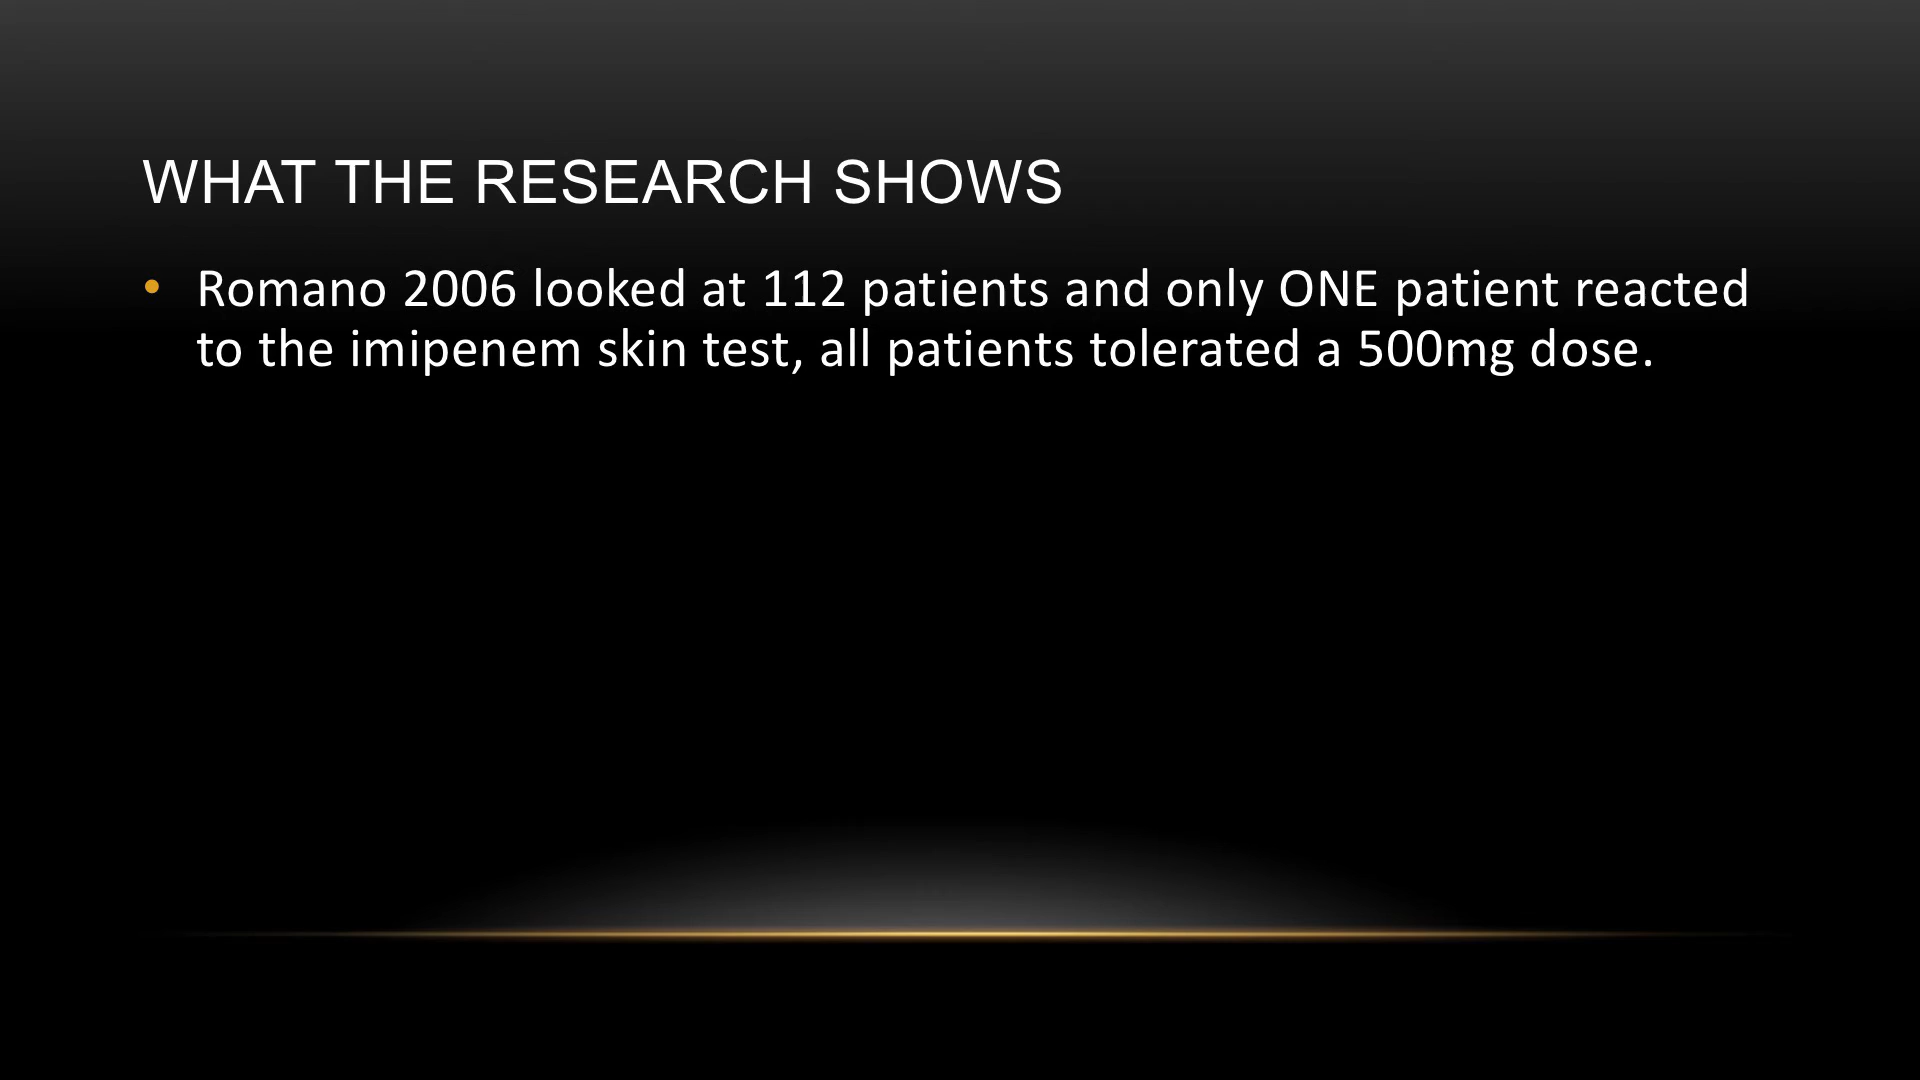 WHAT THE RESEARCH SHOWS
• Romano 2006 looked at 112 patients and only ONE patient reacted
to the imipenem skin test, all patients tolerated a 500mg dose.